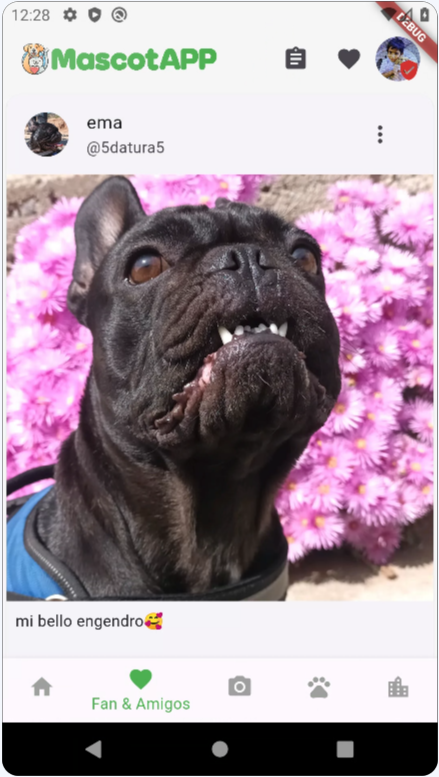 12:28
DEBUG
MascotAPP
ema
@5datura5
mi bello engendro🥰
Fan & Amigos